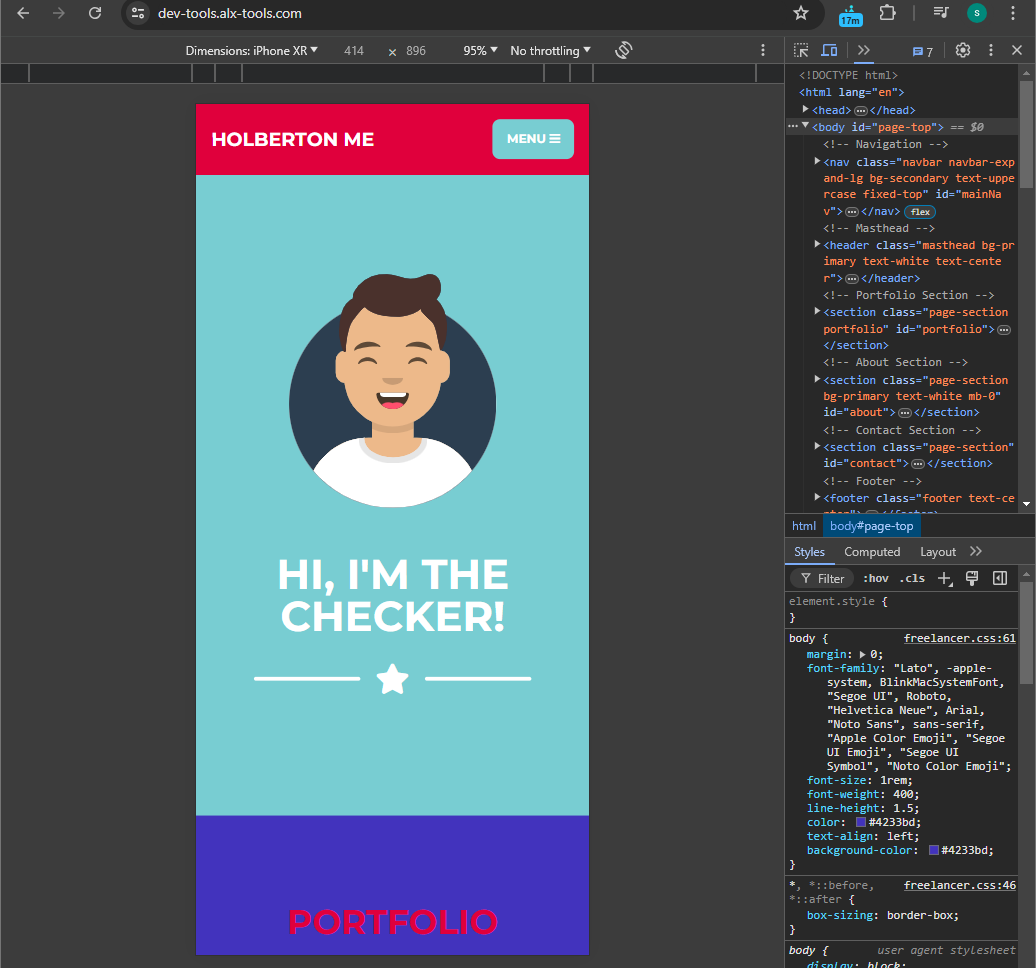 dev-tools.alx-tools.com
17m
S
Dimensions: iPhone XR 414 × 896 95% No throttling
7
<!DOCTYPE html>
<html lang="en">
<head> ⋯ </head>
⋯ <body id="page-top"> == $0
<!-- Navigation -->
<nav class="navbar navbar-exp
and-lg bg-secondary text-uppe
rcase fixed-top" id="mainNa
v"> ⋯ </nav> flex
<!-- Masthead -->
<header class="masthead bg-pr
imary text-white text-cente
r"> ⋯ </header>
<!-- Portfolio Section -->
<section class="page-section
portfolio" id="portfolio"> ⋯
</section>
<!-- About Section -->
<section class="page-section
bg-primary text-white mb-0"
id="about"> ⋯ </section>
<!-- Contact Section -->
<section class="page-section"
id="contact"> ⋯ </section>
<!-- Footer -->
<footer class="footer text-ce
html body#page-top
Styles Computed Layout
Filter :hov .cls
element.style {
}
body { freelancer.css:61
margin: 0;
font-family: "Lato", -apple-
system, BlinkMacSystemFont,
"Segoe UI", Roboto,
"Helvetica Neue", Arial,
"Noto Sans", sans-serif,
"Apple Color Emoji", "Segoe
UI Emoji", "Segoe UI
Symbol", "Noto Color Emoji";
font-size: 1rem;
font-weight: 400;
line-height: 1.5;
color: #4233bd;
text-align: left;
background-color: #4233bd;
}
*, *::before, freelancer.css:46
*::after {
box-sizing: border-box;
}
body { user agent stylesheet
display: block;
HOLBERTON ME
MENU
HI, I'M THE
CHECKER!
PORTFOLIO